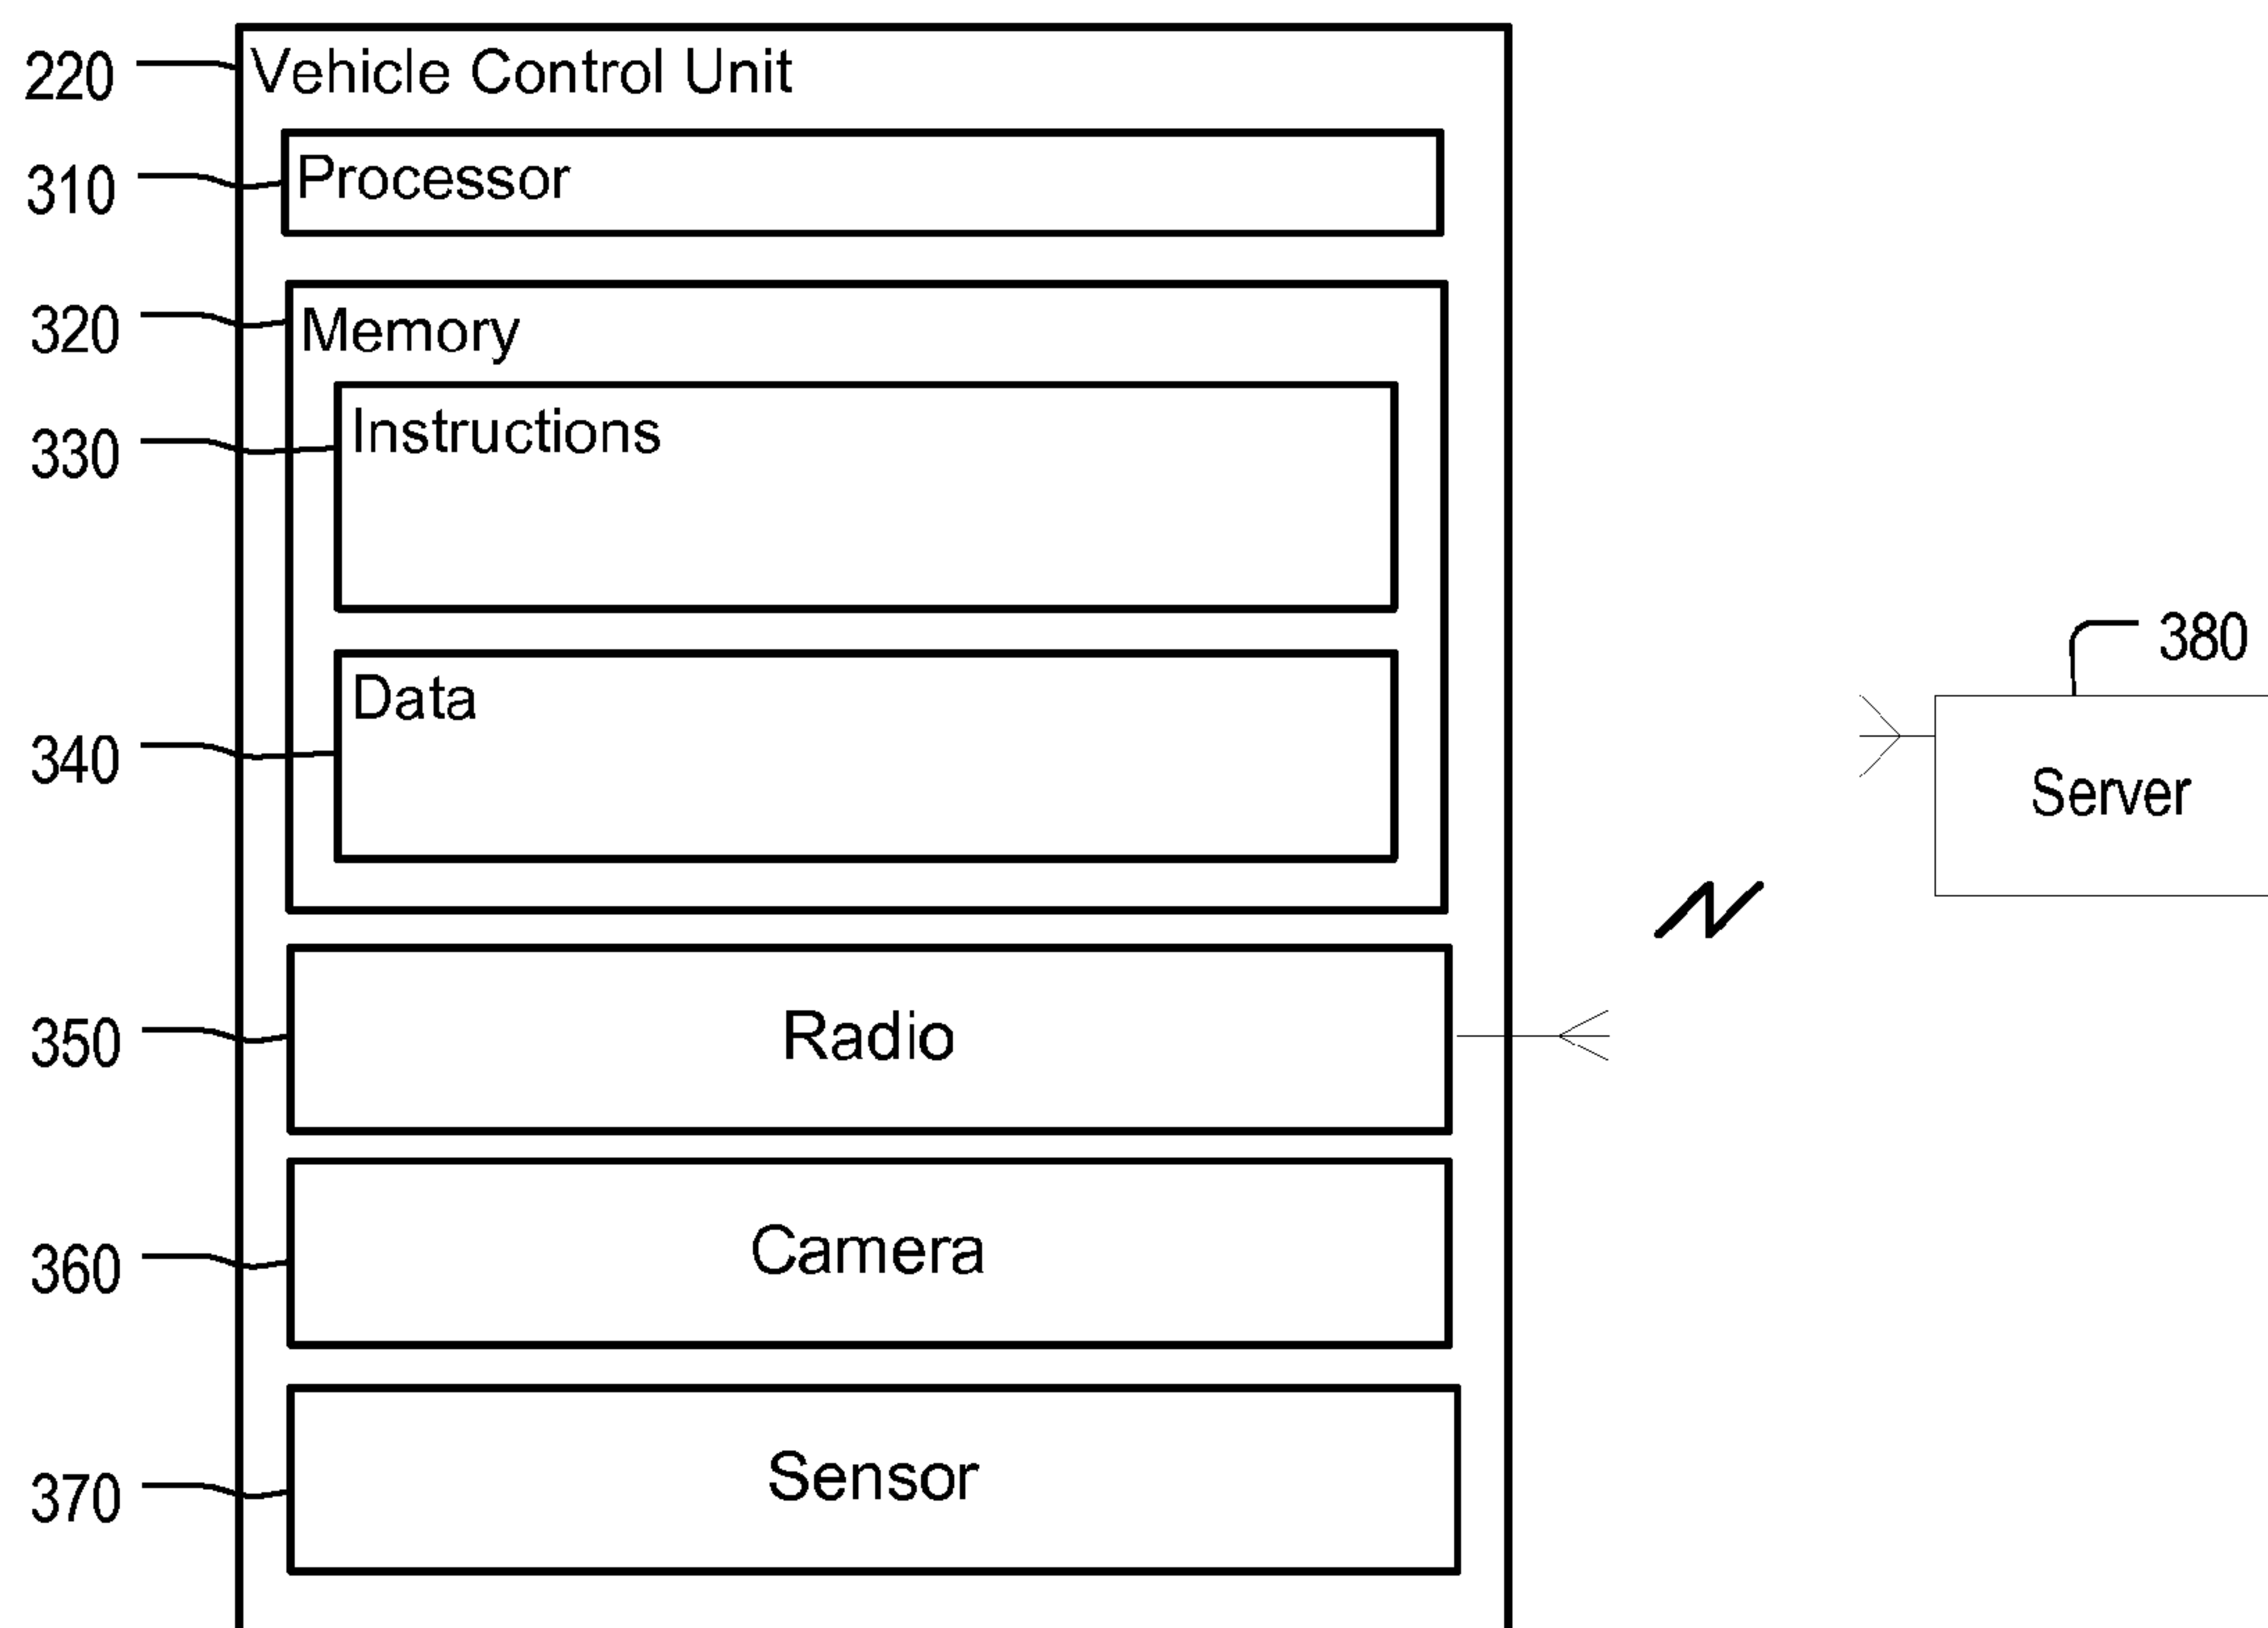 220 Vehicle Control Unit
310 Processor
320 Memory
330 Instructions
380
340 Data
Server
350 Radio
360 Camera
370 Sensor